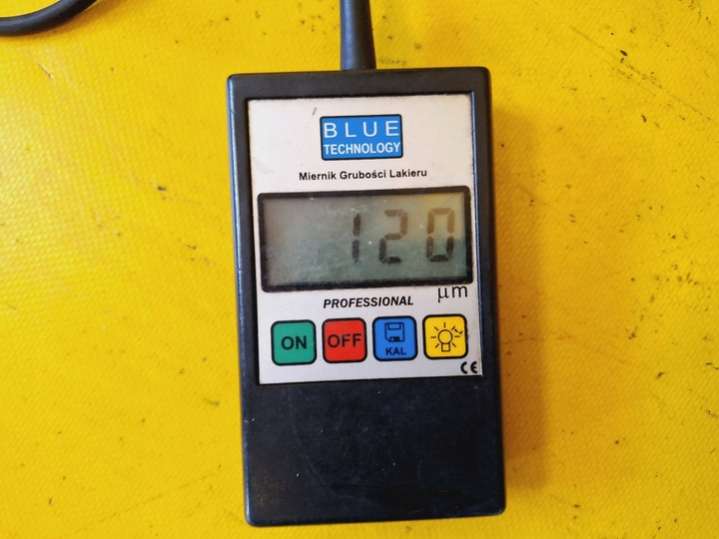 BLUE
TECHNOLOGY
Miernik Grubości Lakieru
120
PROFESSIONAL
μm
ON
OFF
KAL
CE